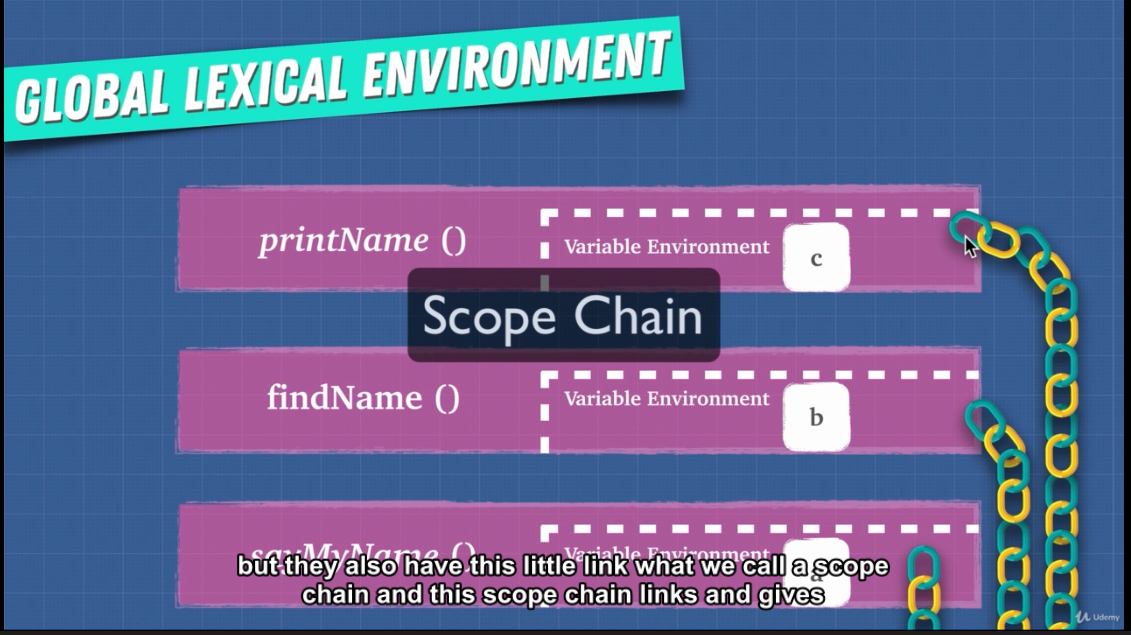 GLOBAL LEXICAL ENVIRONMENT
printName ()
Variable Environment
c
Scope Chain
findName ()
Variable Environment
b
sayMyName ()
Variable Environment
a
but they also have this little link what we call a scope
chain and this scope chain links and gives
Udemy